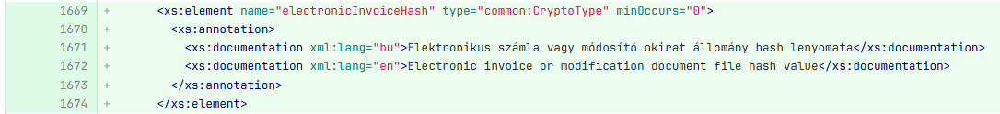 1669 + <xs:element name="electronicInvoiceHash" type="common:CryptoType" minOccurs="0">
1670 + <xs:annotation>
1671 + <xs:documentation xml:lang="hu">Elektronikus számla vagy módosító okirat állomány hash lenyomata</xs:documentation>
1672 + <xs:documentation xml:lang="en">Electronic invoice or modification document file hash value</xs:documentation>
1673 + </xs:annotation>
1674 + </xs:element>